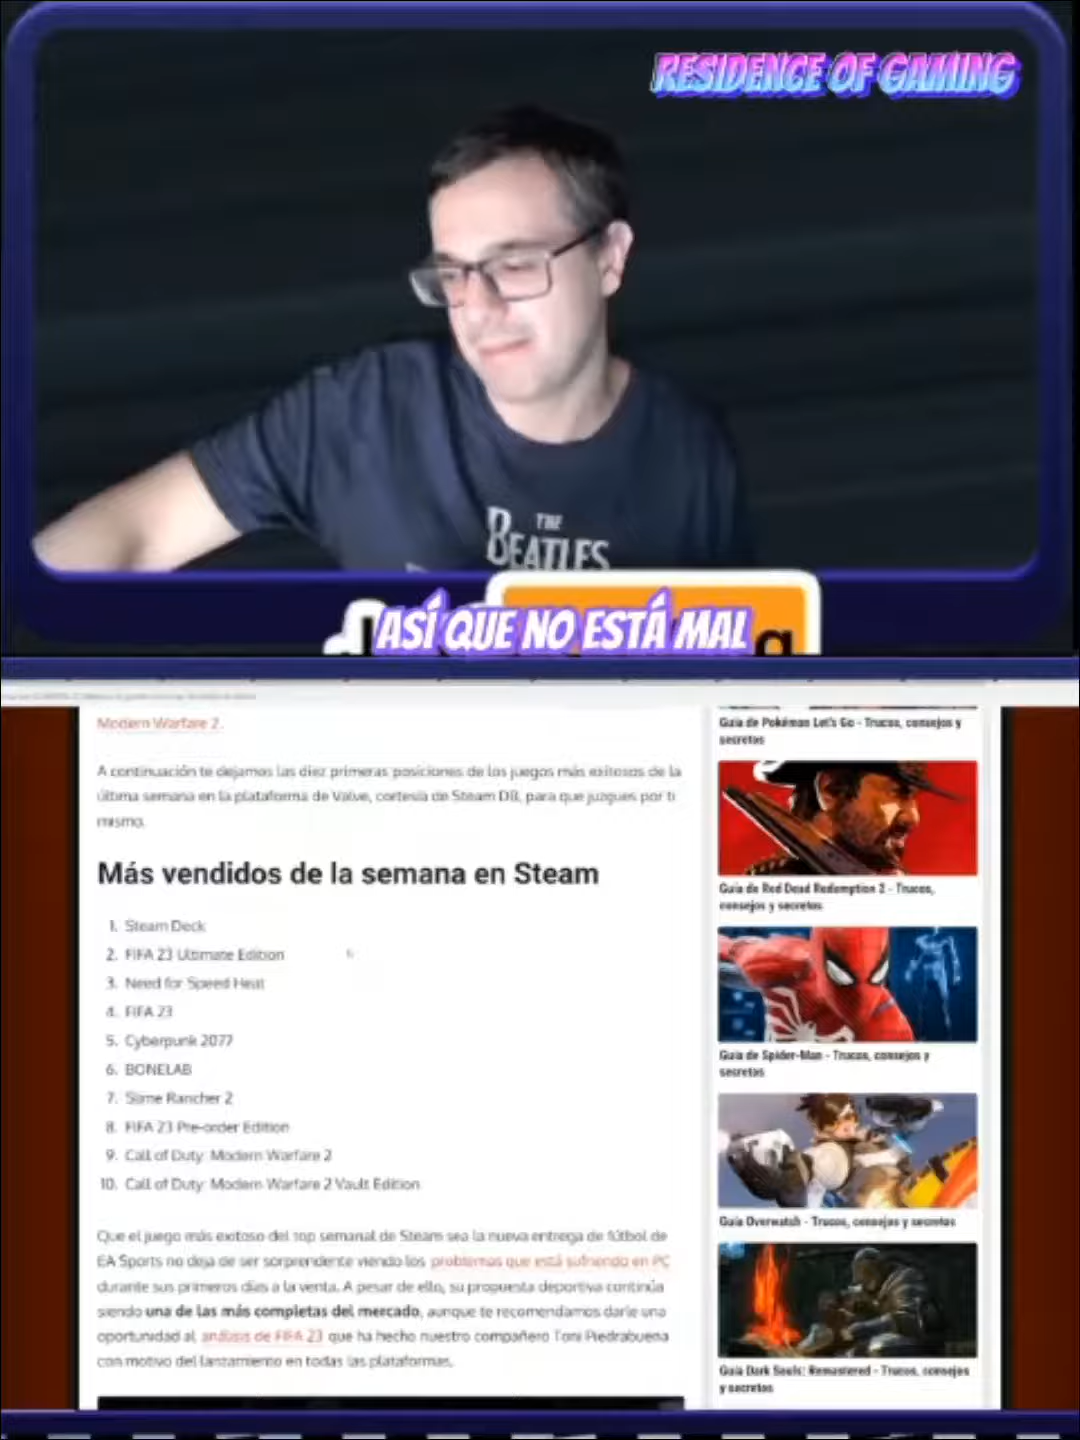 RESIDENCE OF GAMING
THE
BEATLES
ASÍ QUE NO ESTÁ MAL
Modern Warfare 2.
A continuación te dejamos las diez primeras posiciones de los juegos más exitosos de la
última semana en la plataforma de Valve, cortesía de Steam DB, para que juzgues por ti
mismo.
Más vendidos de la semana en Steam
1. Steam Deck
2. FIFA 23 Ultimate Edition
3. Need for Speed Heat
4. FIFA 23
5. Cyberpunk 2077
6. BONELAB
7. Slime Rancher 2
8. FIFA 23 Pre-order Edition
9. Call of Duty: Modern Warfare 2
10. Call of Duty: Modern Warfare 2 Vault Edition
Que el juego más exitoso del top semanal de Steam sea la nueva entrega de fútbol de
EA Sports no deja de ser sorprendente viendo los problemas que está sufriendo en PC
durante sus primeros días a la venta. A pesar de ello, su propuesta deportiva continúa
siendo una de las más completas del mercado, aunque te recomendamos darle una
oportunidad al análisis de FIFA 23 que ha hecho nuestro compañero Toni Piedrabuena
con motivo del lanzamiento en todas las plataformas.
Guía de Pokémon Let's Go - Trucos, consejos y
secretos
Guía de Red Dead Redemption 2 - Trucos,
consejos y secretos
Guía de Spider-Man - Trucos, consejos y
secretos
Guía Overwatch - Trucos, consejos y secretos
Guía Dark Souls: Remastered - Trucos, consejos
y secretos